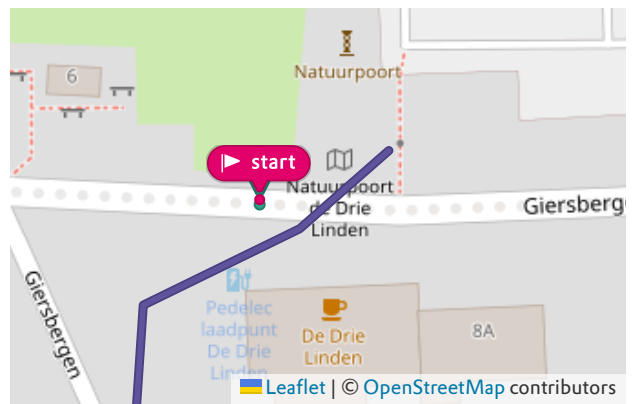 6
Natuurpoort
start
Natuurpoort
de Drie
Linden
Giersberg
Giersbergen
Pedelec
laadpunt
De Drie
Linden
De Drie
Linden
8A
Leaflet | © OpenStreetMap contributors